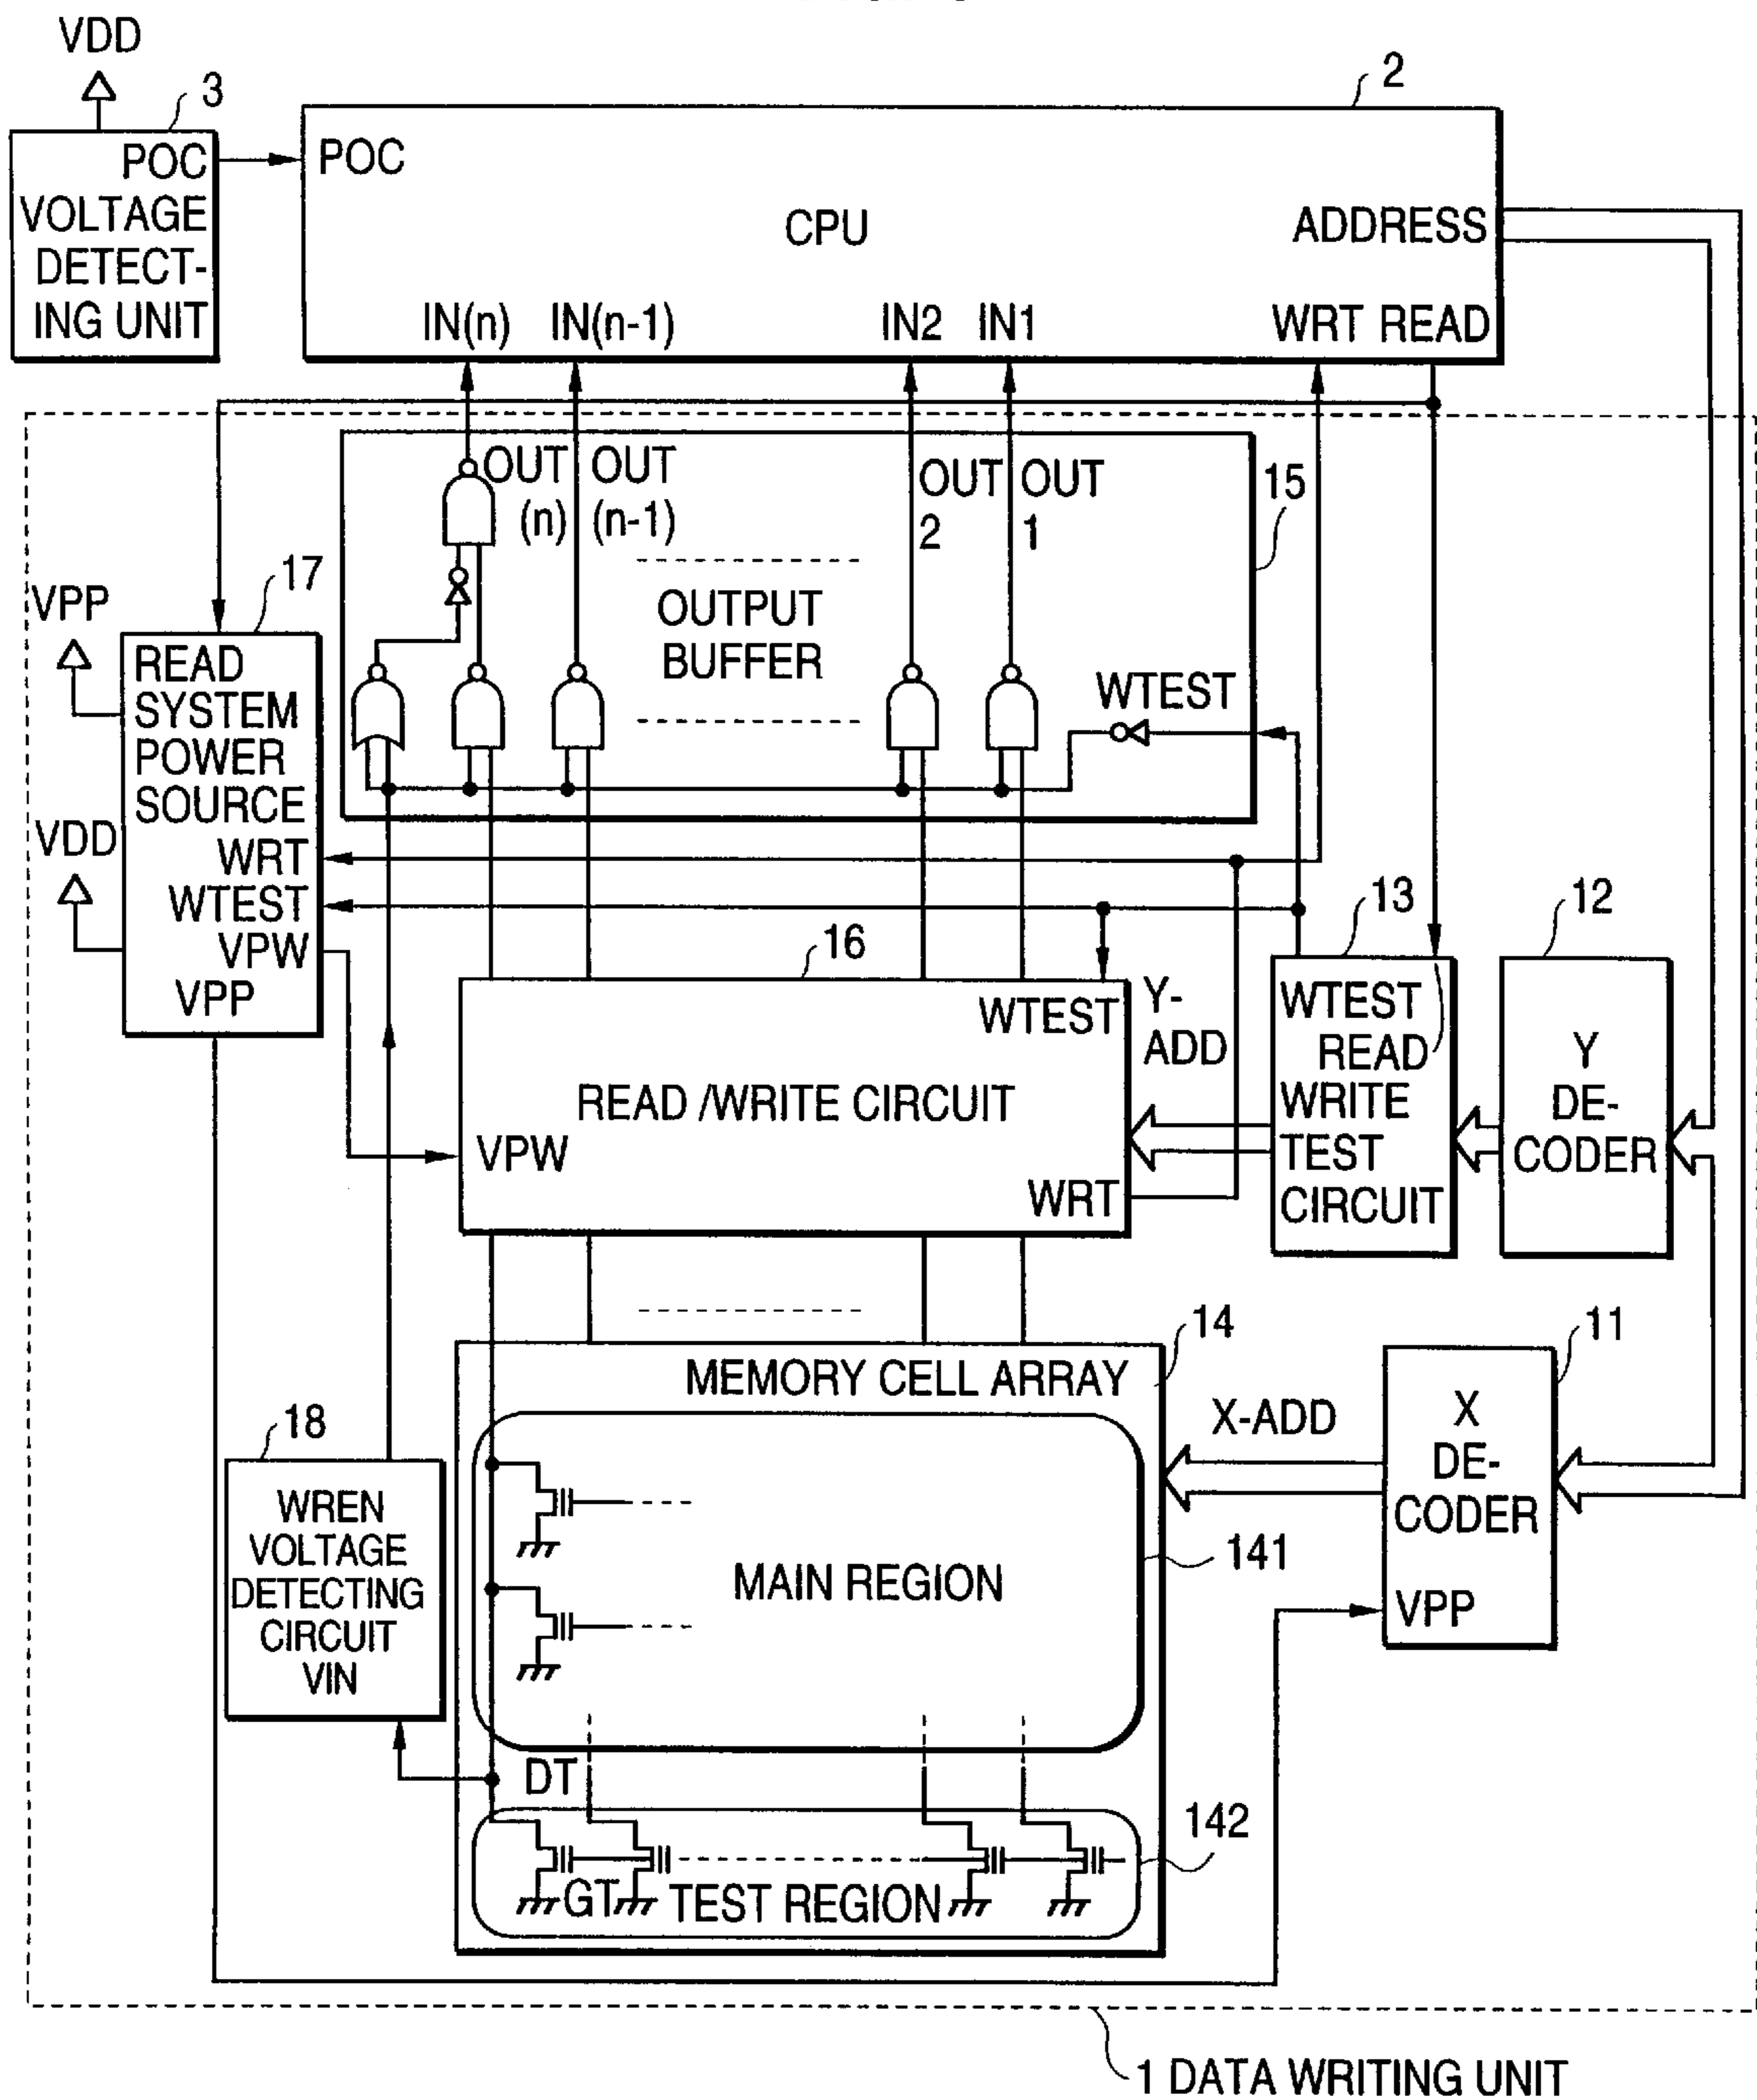 VDD
3
2
POC
VOLTAGE
DETECT-
ING UNIT
POC
CPU
ADDRESS
IN(n)
IN(n-1)
IN2
IN1
WRT READ
OUT
(n)
OUT
(n-1)
OUT
2
OUT
1
15
OUTPUT
BUFFER
WTEST
17
VPP
READ
SYSTEM
POWER
SOURCE
VDD
WRT
WTEST
VPW
VPP
16
WTEST
READ /WRITE CIRCUIT
VPW
WRT
Y-
ADD
13
WTEST
READ
WRITE
TEST
CIRCUIT
12
Y
DE-
CODER
14
MEMORY CELL ARRAY
X-ADD
11
X
DE-
CODER
VPP
18
WREN
VOLTAGE
DETECTING
CIRCUIT
VIN
MAIN REGION
141
DT
142
GT
TEST REGION
1 DATA WRITING UNIT